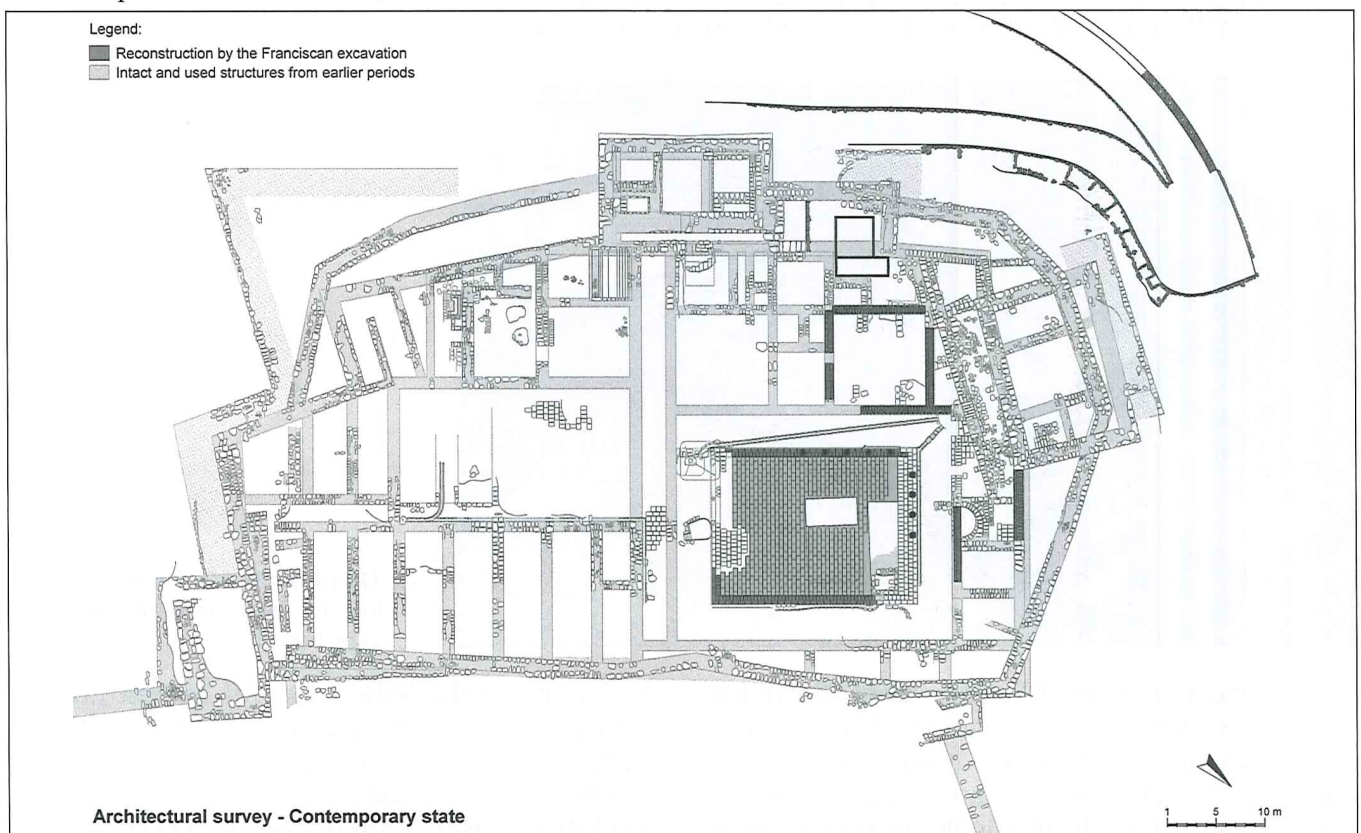 Legend:
Reconstruction by the Franciscan excavation
Intact and used structures from earlier periods
Architectural survey - Contemporary state
1 5 10 m